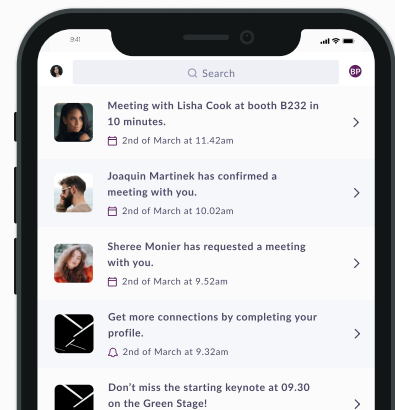 9:41
Search
BP
Meeting with Lisha Cook at booth B232 in
10 minutes.
2nd of March at 11.42am
Joaquin Martinek has confirmed a
meeting with you.
2nd of March at 10.02am
Sheree Monier has requested a meeting
with you.
2nd of March at 9.52am
Get more connections by completing your
profile.
2nd of March at 9.32am
Don’t miss the starting keynote at 09.30
on the Green Stage!